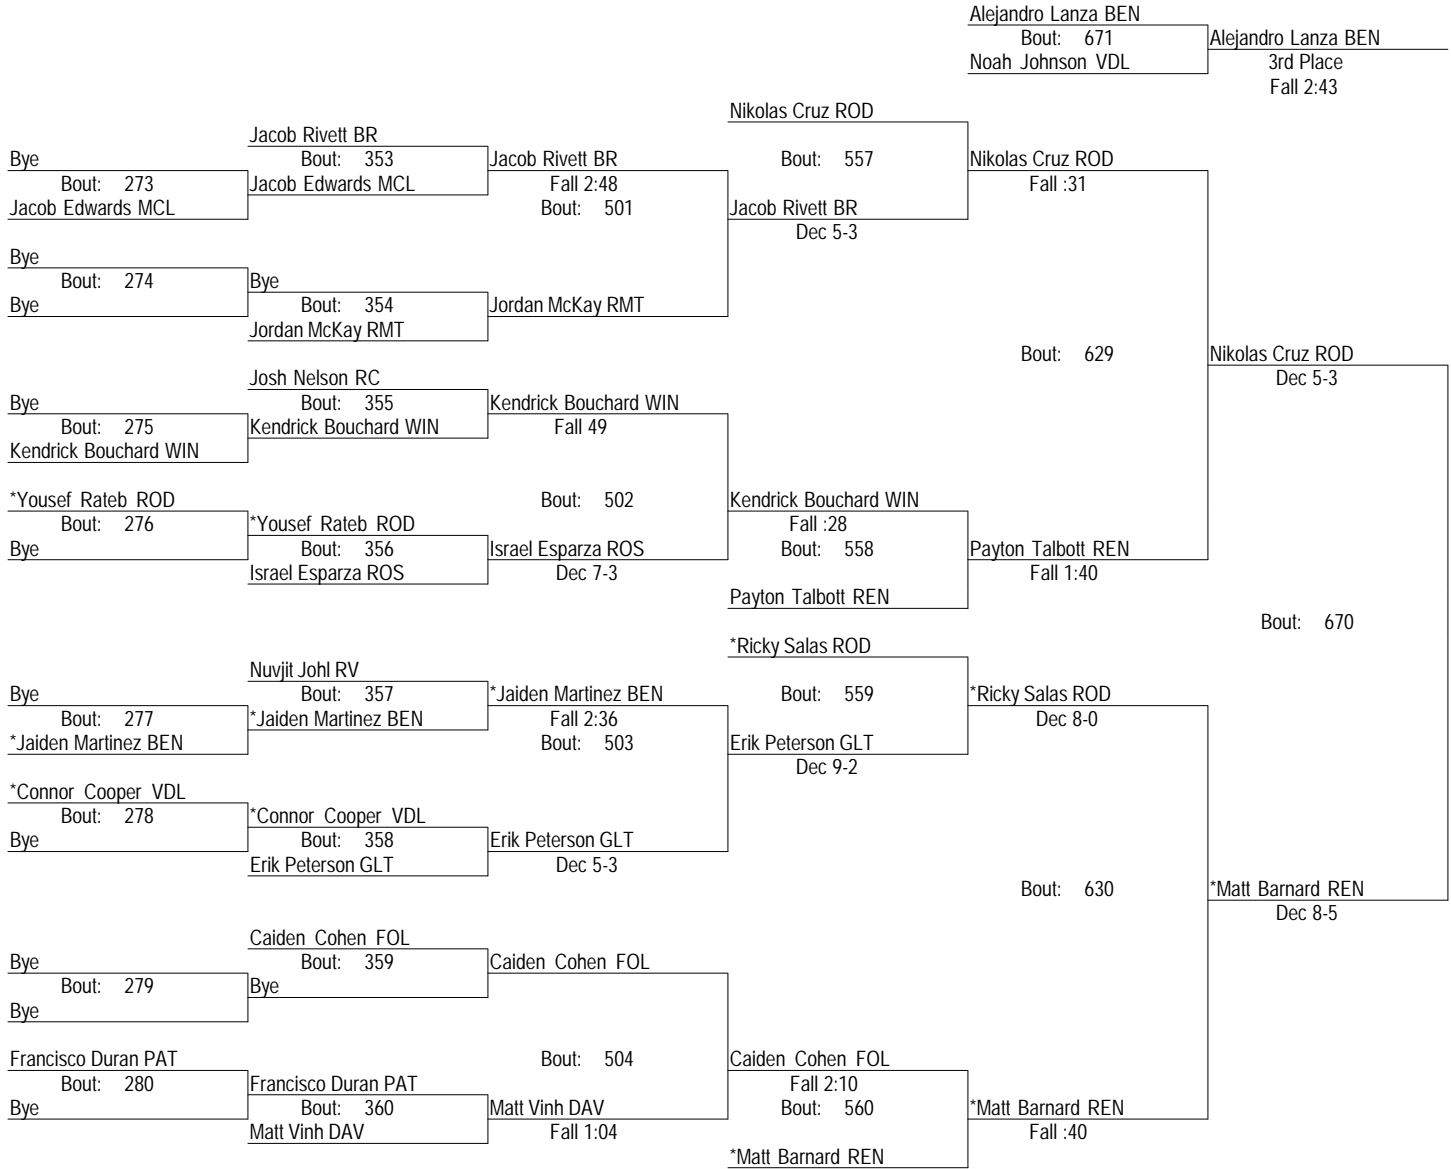 Alejandro Lanza BEN
Bout: 671
Alejandro Lanza BEN
Noah Johnson VDL
3rd Place
Fall 2:43
Nikolas Cruz ROD
Jacob Rivett BR
Bye
Bout: 353
Jacob Rivett BR
Bout: 557
Nikolas Cruz ROD
Bout: 273
Jacob Edwards MCL
Fall 2:48
Fall :31
Jacob Edwards MCL
Bout: 501
Jacob Rivett BR
Dec 5-3
Bye
Bout: 274
Bye
Bye
Bout: 354
Jordan McKay RMT
Jordan McKay RMT
Bout: 629
Nikolas Cruz ROD
Josh Nelson RC
Dec 5-3
Bye
Bout: 355
Kendrick Bouchard WIN
Bout: 275
Kendrick Bouchard WIN
Fall 49
Kendrick Bouchard WIN
*Yousef Rateb ROD
Bout: 502
Kendrick Bouchard WIN
Bout: 276
*Yousef Rateb ROD
Fall :28
Bye
Bout: 356
Israel Esparza ROS
Bout: 558
Payton Talbott REN
Israel Esparza ROS
Dec 7-3
Fall 1:40
Payton Talbott REN
Bout: 670
*Ricky Salas ROD
Nuvjit Johl RV
Bye
Bout: 357
*Jaiden Martinez BEN
Bout: 559
*Ricky Salas ROD
Bout: 277
*Jaiden Martinez BEN
Fall 2:36
Dec 8-0
*Jaiden Martinez BEN
Bout: 503
Erik Peterson GLT
Dec 9-2
*Connor Cooper VDL
Bout: 278
*Connor Cooper VDL
Bye
Bout: 358
Erik Peterson GLT
Erik Peterson GLT
Dec 5-3
Bout: 630
*Matt Barnard REN
Dec 8-5
Caiden Cohen FOL
Bye
Bout: 359
Caiden Cohen FOL
Bout: 279
Bye
Bye
Francisco Duran PAT
Bout: 504
Caiden Cohen FOL
Bout: 280
Francisco Duran PAT
Fall 2:10
Bye
Bout: 360
Matt Vinh DAV
Bout: 560
*Matt Barnard REN
Matt Vinh DAV
Fall 1:04
Fall :40
*Matt Barnard REN